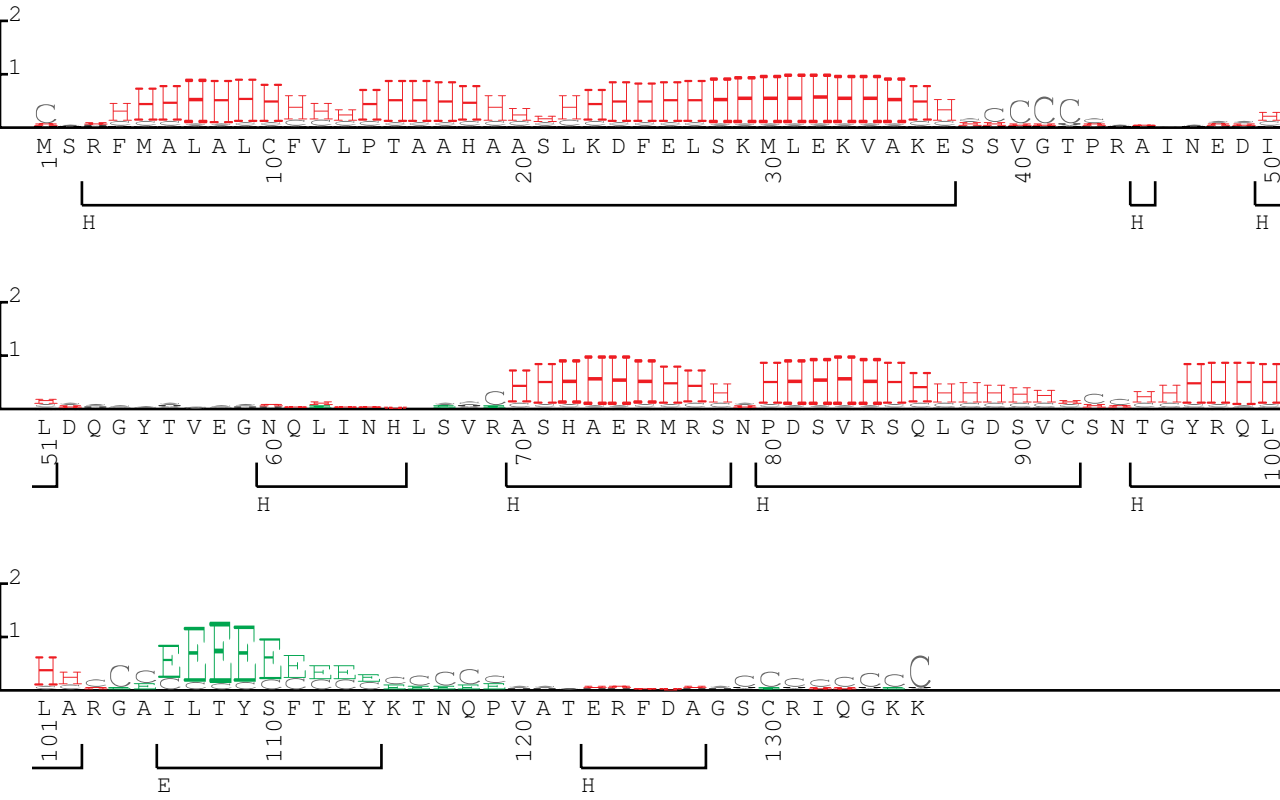 2
1
M S R F M A L A L C F V L P T A A H A A S L K D F E L S K M L E K V A K E S S V G T P R A I N E D I
1 10 20 30 40 50
H H H
2
1
L D Q G Y T V E G N Q L I N H L S V R A S H A E R M R S N P D S V R S Q L G D S V C S N T G Y R Q L
51 60 70 80 90 100
H H H H
2
1
L A R G A I L T Y S F T E Y K T N Q P V A T E R F D A G S C R I Q G K K
101 110 120 130
E H